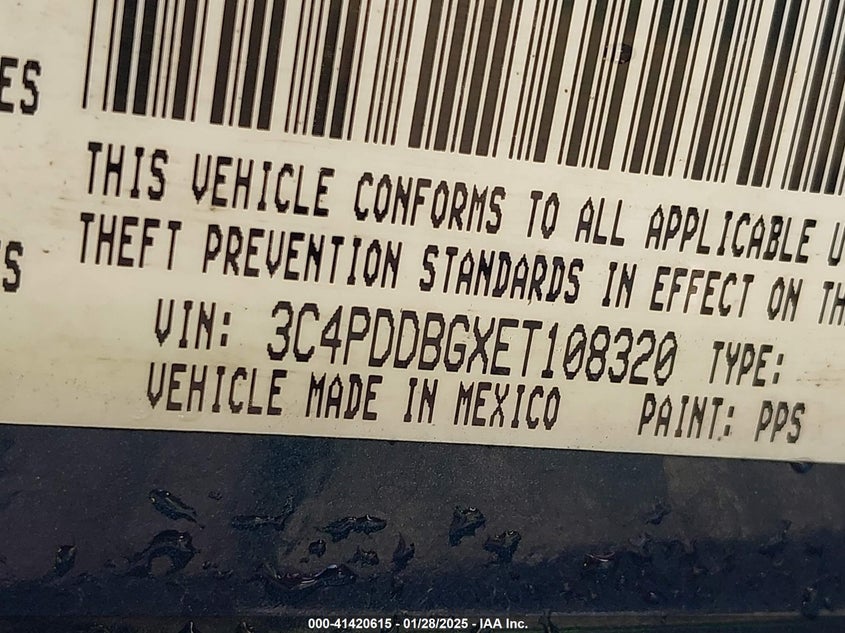 ES
THIS VEHICLE CONFORMS TO ALL APPLICABLE U
THEFT PREVENTION STANDARDS IN EFFECT ON TH
S
VIN: 3C4PDDBGXET108320 TYPE:
VEHICLE MADE IN MEXICO PAINT: PPS
000-41420615 - 01/28/2025 - IAA Inc.